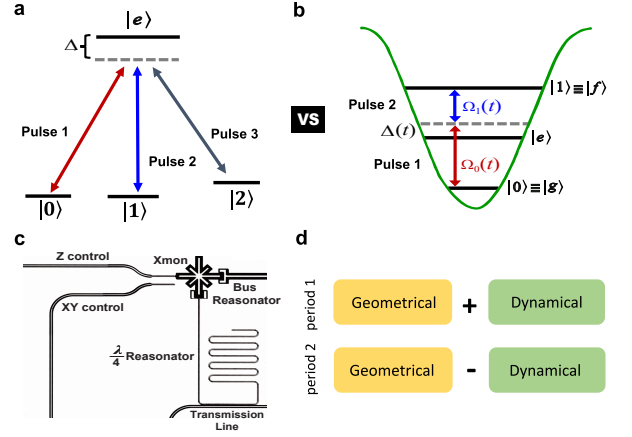 a
|e⟩
Δ
Pulse 1
Pulse 2
Pulse 3
|0⟩
|1⟩
|2⟩
VS
b
|1⟩≡|f⟩
Pulse 2
Ω₁(t)
Δ(t)
|e⟩
Pulse 1
Ω₀(t)
|0⟩≡|g⟩
c
Z control
Xmon
Bus
Reasonator
XY control
λ/4 Reasonator
Transmission
Line
d
period 1
Geometrical + Dynamical
period 2
Geometrical - Dynamical